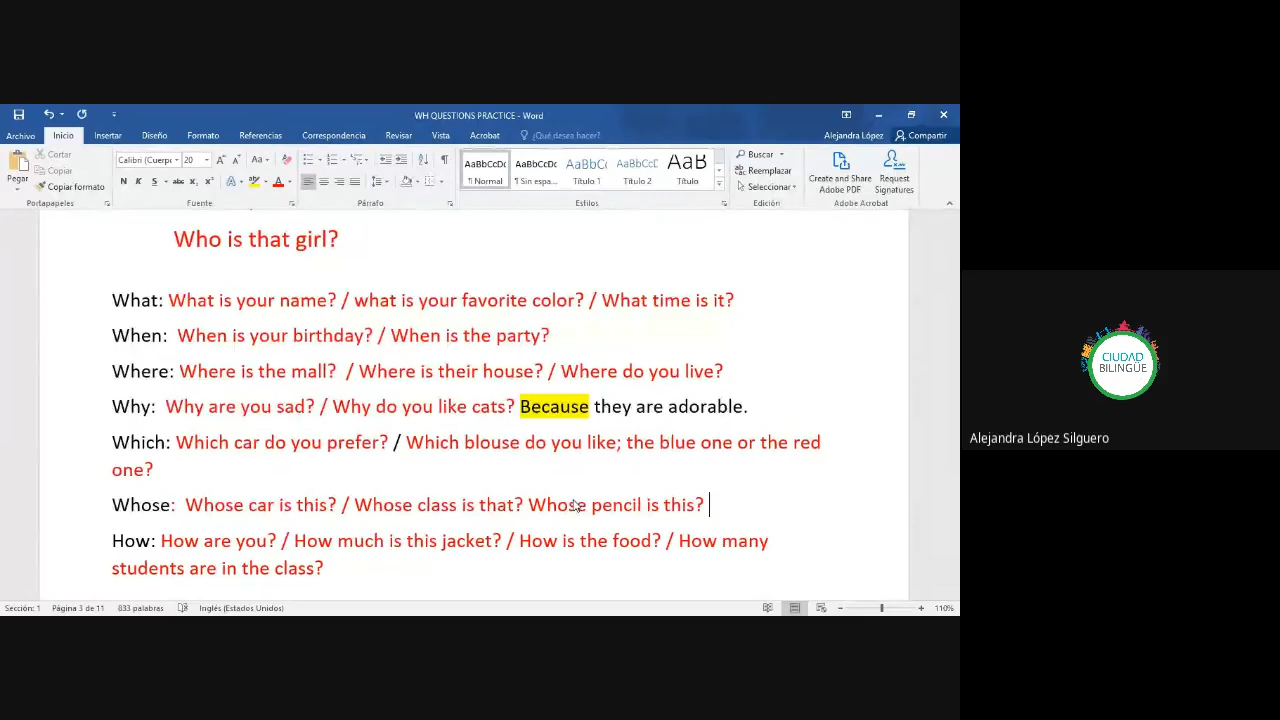 WH QUESTIONS PRACTICE - Word
Archivo Inicio Insertar Diseño Formato Referencias Correspondencia Revisar Vista Acrobat ¿Qué desea hacer? Alejandra López Compartir
Pegar
Cortar
Copiar
Copiar formato
Calibri (Cuerp 20
N K S abc x₂ x²
AaBbCcDc AaBbCcDc AaBbCc AaBbCcD AaB
¶ Normal ¶ Sin espa... Título 1 Título 2 Título
Buscar
Reemplazar
Seleccionar
Create and Share
Adobe PDF
Request
Signatures
Portapapeles Fuente Párrafo Estilos Edición Adobe Acrobat
Who is that girl?
What: What is your name? / what is your favorite color? / What time is it?
When: When is your birthday? / When is the party?
Where: Where is the mall? / Where is their house? / Where do you live?
Why: Why are you sad? / Why do you like cats? Because they are adorable.
Which: Which car do you prefer? / Which blouse do you like; the blue one or the red
one?
Whose: Whose car is this? / Whose class is that? Whose pencil is this?
How: How are you? / How much is this jacket? / How is the food? / How many
students are in the class?
Sección: 1 Página 3 de 11 833 palabras Inglés (Estados Unidos) 110%
CIUDAD
BILINGÜE
Alejandra López Silguero